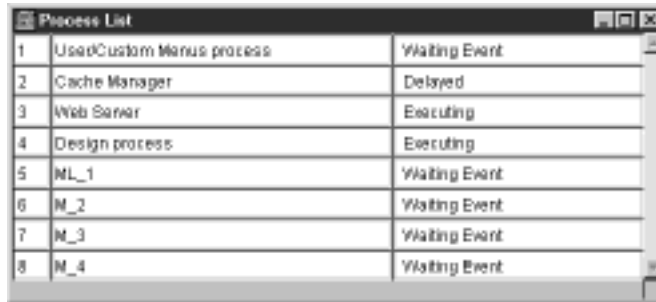 Process List
1 User/Custom Menus process Waiting Event
2 Cache Manager Delayed
3 Web Server Executing
4 Design process Executing
5 ML_1 Waiting Event
6 M_2 Waiting Event
7 M_3 Waiting Event
8 M_4 Waiting Event